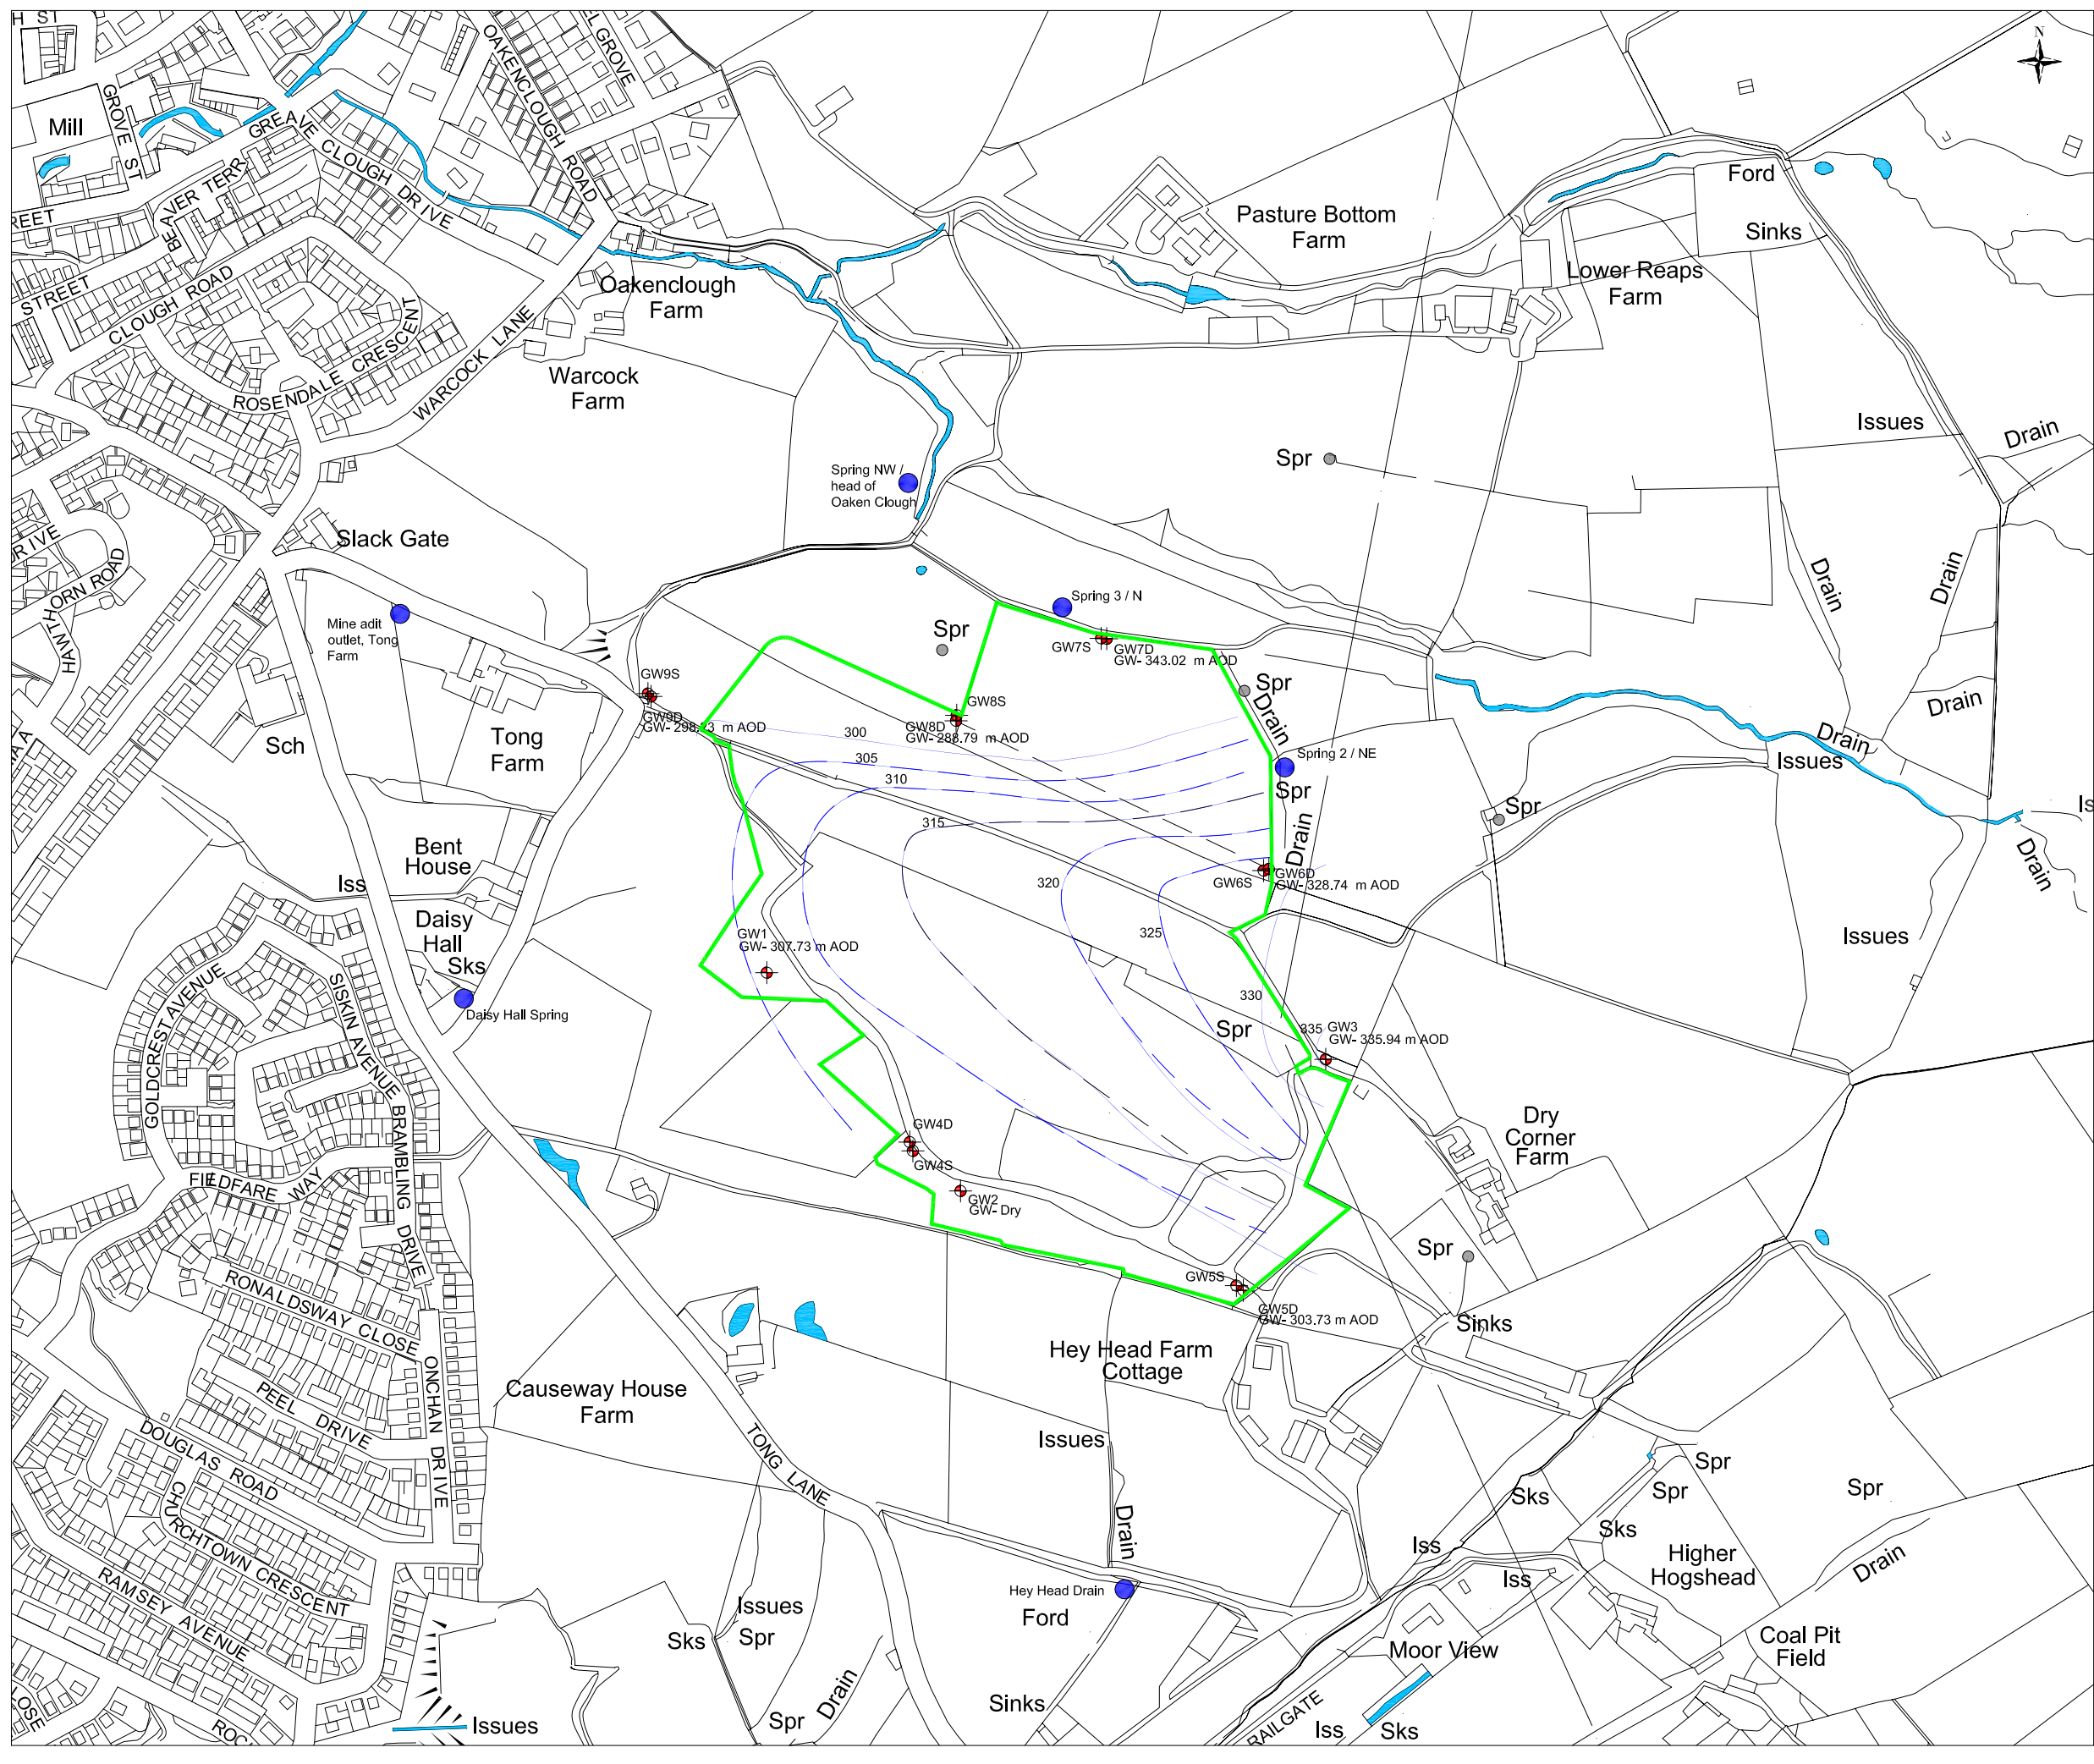 H ST
GROVE ST
Mill
GREAVE
CLOUGH DRIVE
OAKENCLOUGH ROAD
EL GROVE
N
REET
BEAVER TERR
STREET
CLOUGH ROAD
ROSENDALE CRESCENT
WARCOCK LANE
Oakenclough
Farm
Warcock
Farm
Pasture Bottom
Farm
Ford
Sinks
Lower Reaps
Farm
Issues
Drain
Spr
Spring NW /
head of
Oaken Clough
Slack Gate
RIVE
HAWTHORN ROAD
Mine adit
outlet, Tong
Farm
Spring 3 / N
Spr
GW7S
GW7D
GW- 343.02 m AOD
Drain
Drain
Drain
Drain
Issues
Spr
Drain
GW9S
GW9D
GW- 298.23 m AOD
GW8S
GW8D
GW- 288.79 m AOD
300
305
310
315
320
325
330
335
Spring 2 / NE
Spr
Drain
Spr
Is
Drain
Sch
Tong
Farm
Bent
House
Iss
Daisy
Hall
Sks
Daisy Hall Spring
GW6S
GW6D
GW- 328.74 m AOD
GW1
GW- 307.73 m AOD
Issues
Spr
GW3
GW- 335.94 m AOD
GOLDCREST AVENUE
SISKIN AVENUE
BRAMBLING DRIVE
FIELDFARE WAY
GW4D
GW4S
GW2
GW- Dry
Dry
Corner
Farm
Spr
GW5S
GW5D
GW- 303.73 m AOD
Sinks
RONALDSWAY CLOSE
ONCHAN DRIVE
PEEL DRIVE
DOUGLAS ROAD
CHURCHTOWN CRESCENT
RAMSEY AVENUE
Causeway House
Farm
Hey Head Farm
Cottage
TONG LANE
Issues
Drain
Spr
Spr
Spr
Sks
Sks
Iss
Iss
Higher
Hogshead
Drain
Hey Head Drain
Ford
Issues
Spr
Sks
Moor View
Coal Pit
Field
Drain
Spr
Sinks
RAILGATE
Iss
Sks
Issues
LOSE
ROC